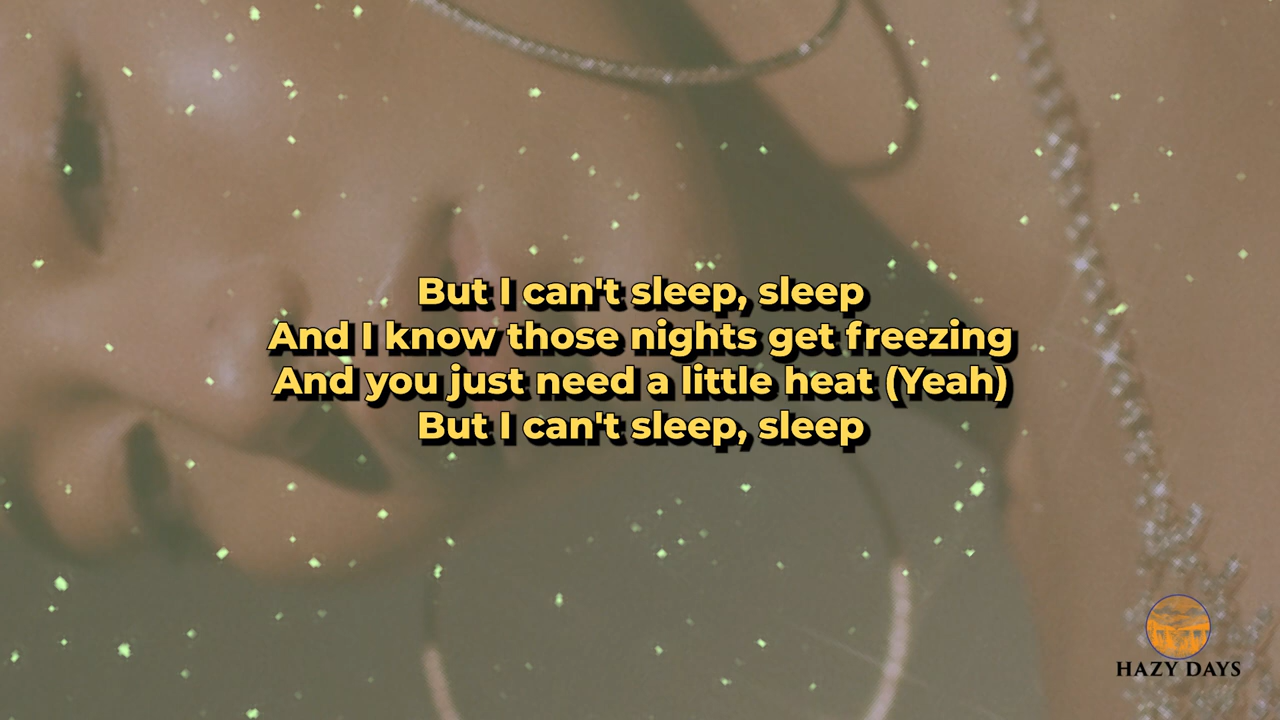 But I can't sleep, sleep
And I know those nights get freezing
And you just need a little heat (Yeah)
But I can't sleep, sleep
HAZY DAYS